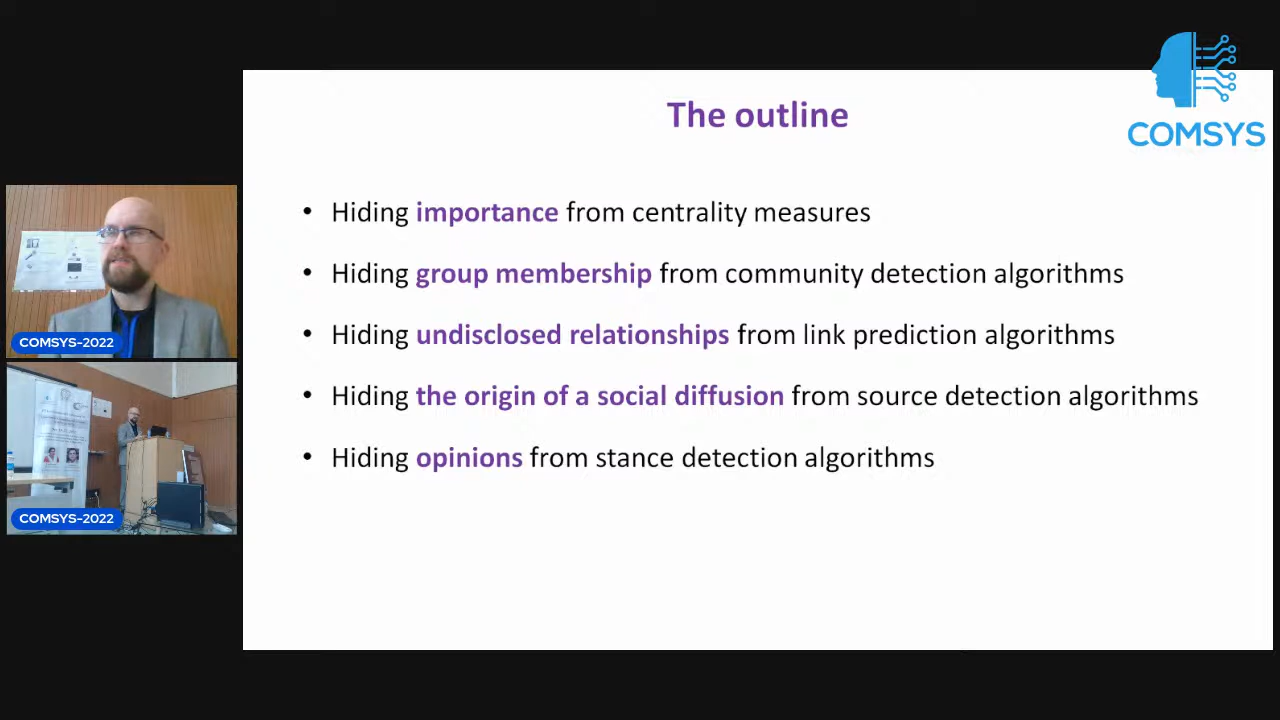 The outline
COMSYS
• Hiding importance from centrality measures
• Hiding group membership from community detection algorithms
• Hiding undisclosed relationships from link prediction algorithms
• Hiding the origin of a social diffusion from source detection algorithms
• Hiding opinions from stance detection algorithms
COMSYS-2022
COMSYS-2022